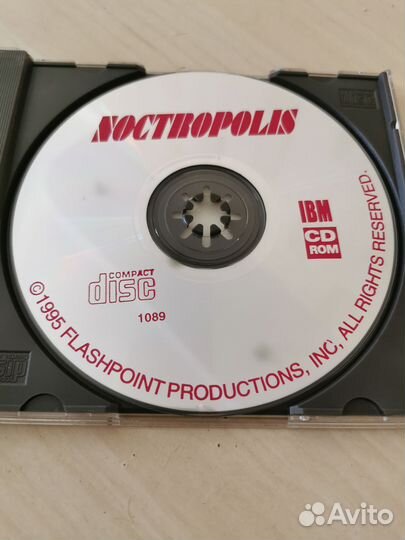 NOCTROPOLIS
IBM
CD
ROM
COMPACT
disc
1089
©1995 FLASHPOINT PRODUCTIONS, INC, ALL RIGHTS RESERVED.
Avito